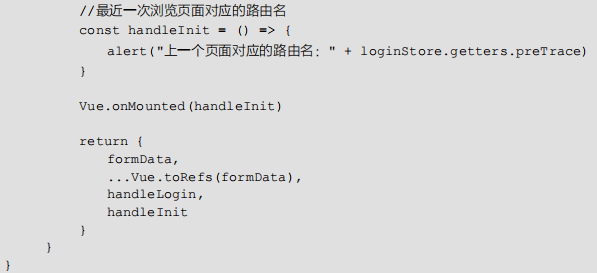 //最近一次浏览页面对应的路由名
const handleInit = () => {
alert("上一个页面对应的路由名：" + loginStore.getters.preTrace)
}
Vue.onMounted(handleInit)
return {
formData,
...Vue.toRefs(formData),
handleLogin,
handleInit
}
}
}